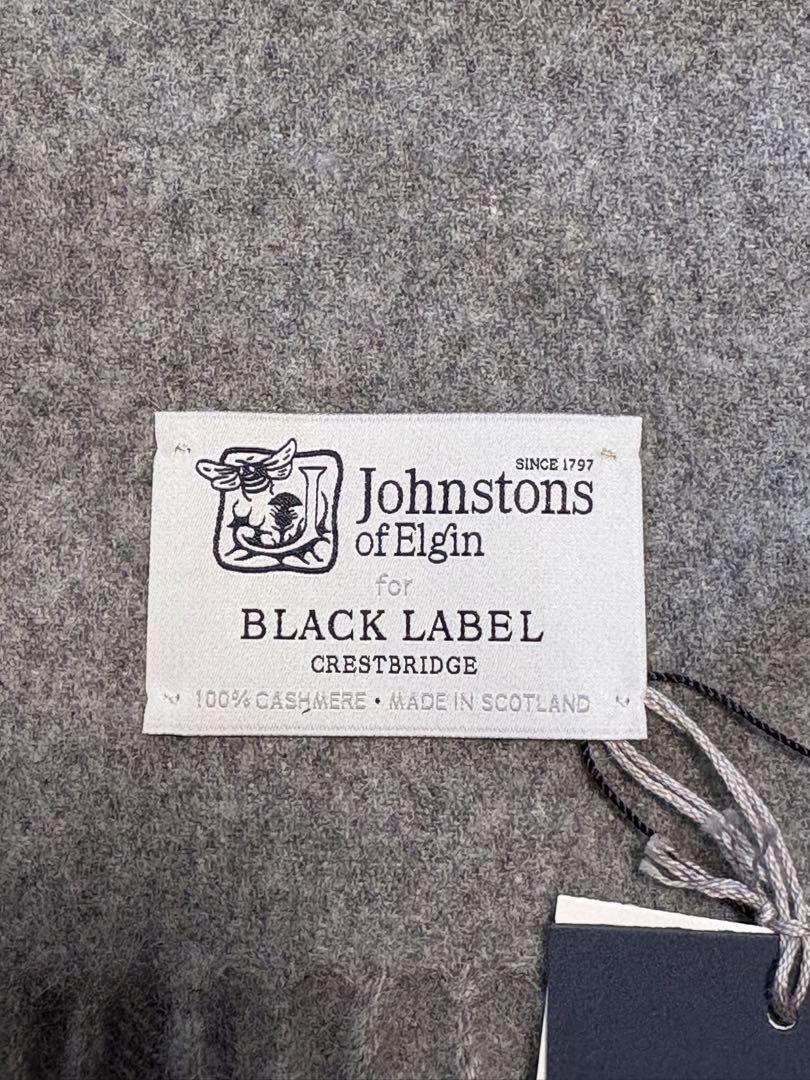 SINCE 1797
Johnstons
of Elgin
for
BLACK LABEL
CRESTBRIDGE
100% CASHMERE • MADE IN SCOTLAND